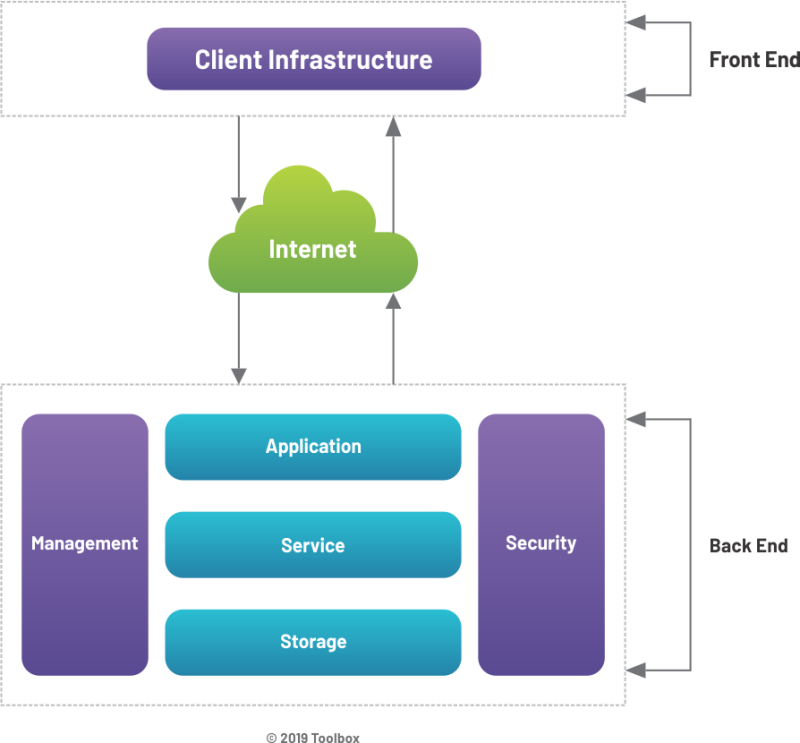 Client Infrastructure
Front End
Internet
Application
Management
Service
Security
Back End
Storage
© 2019 Toolbox